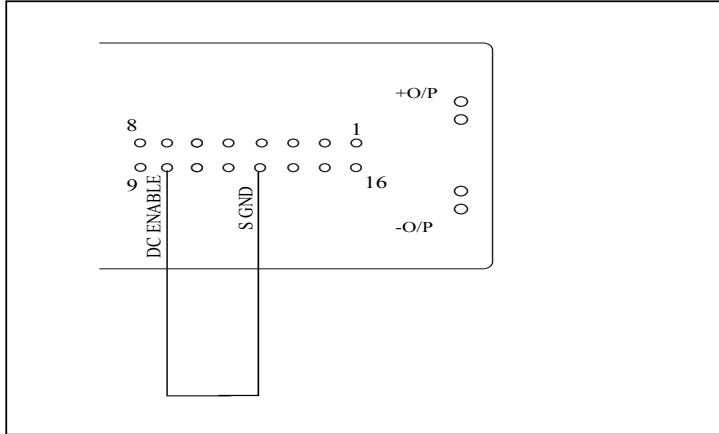 +O/P
8
1
9
16
DC ENABLE
S GND
-O/P